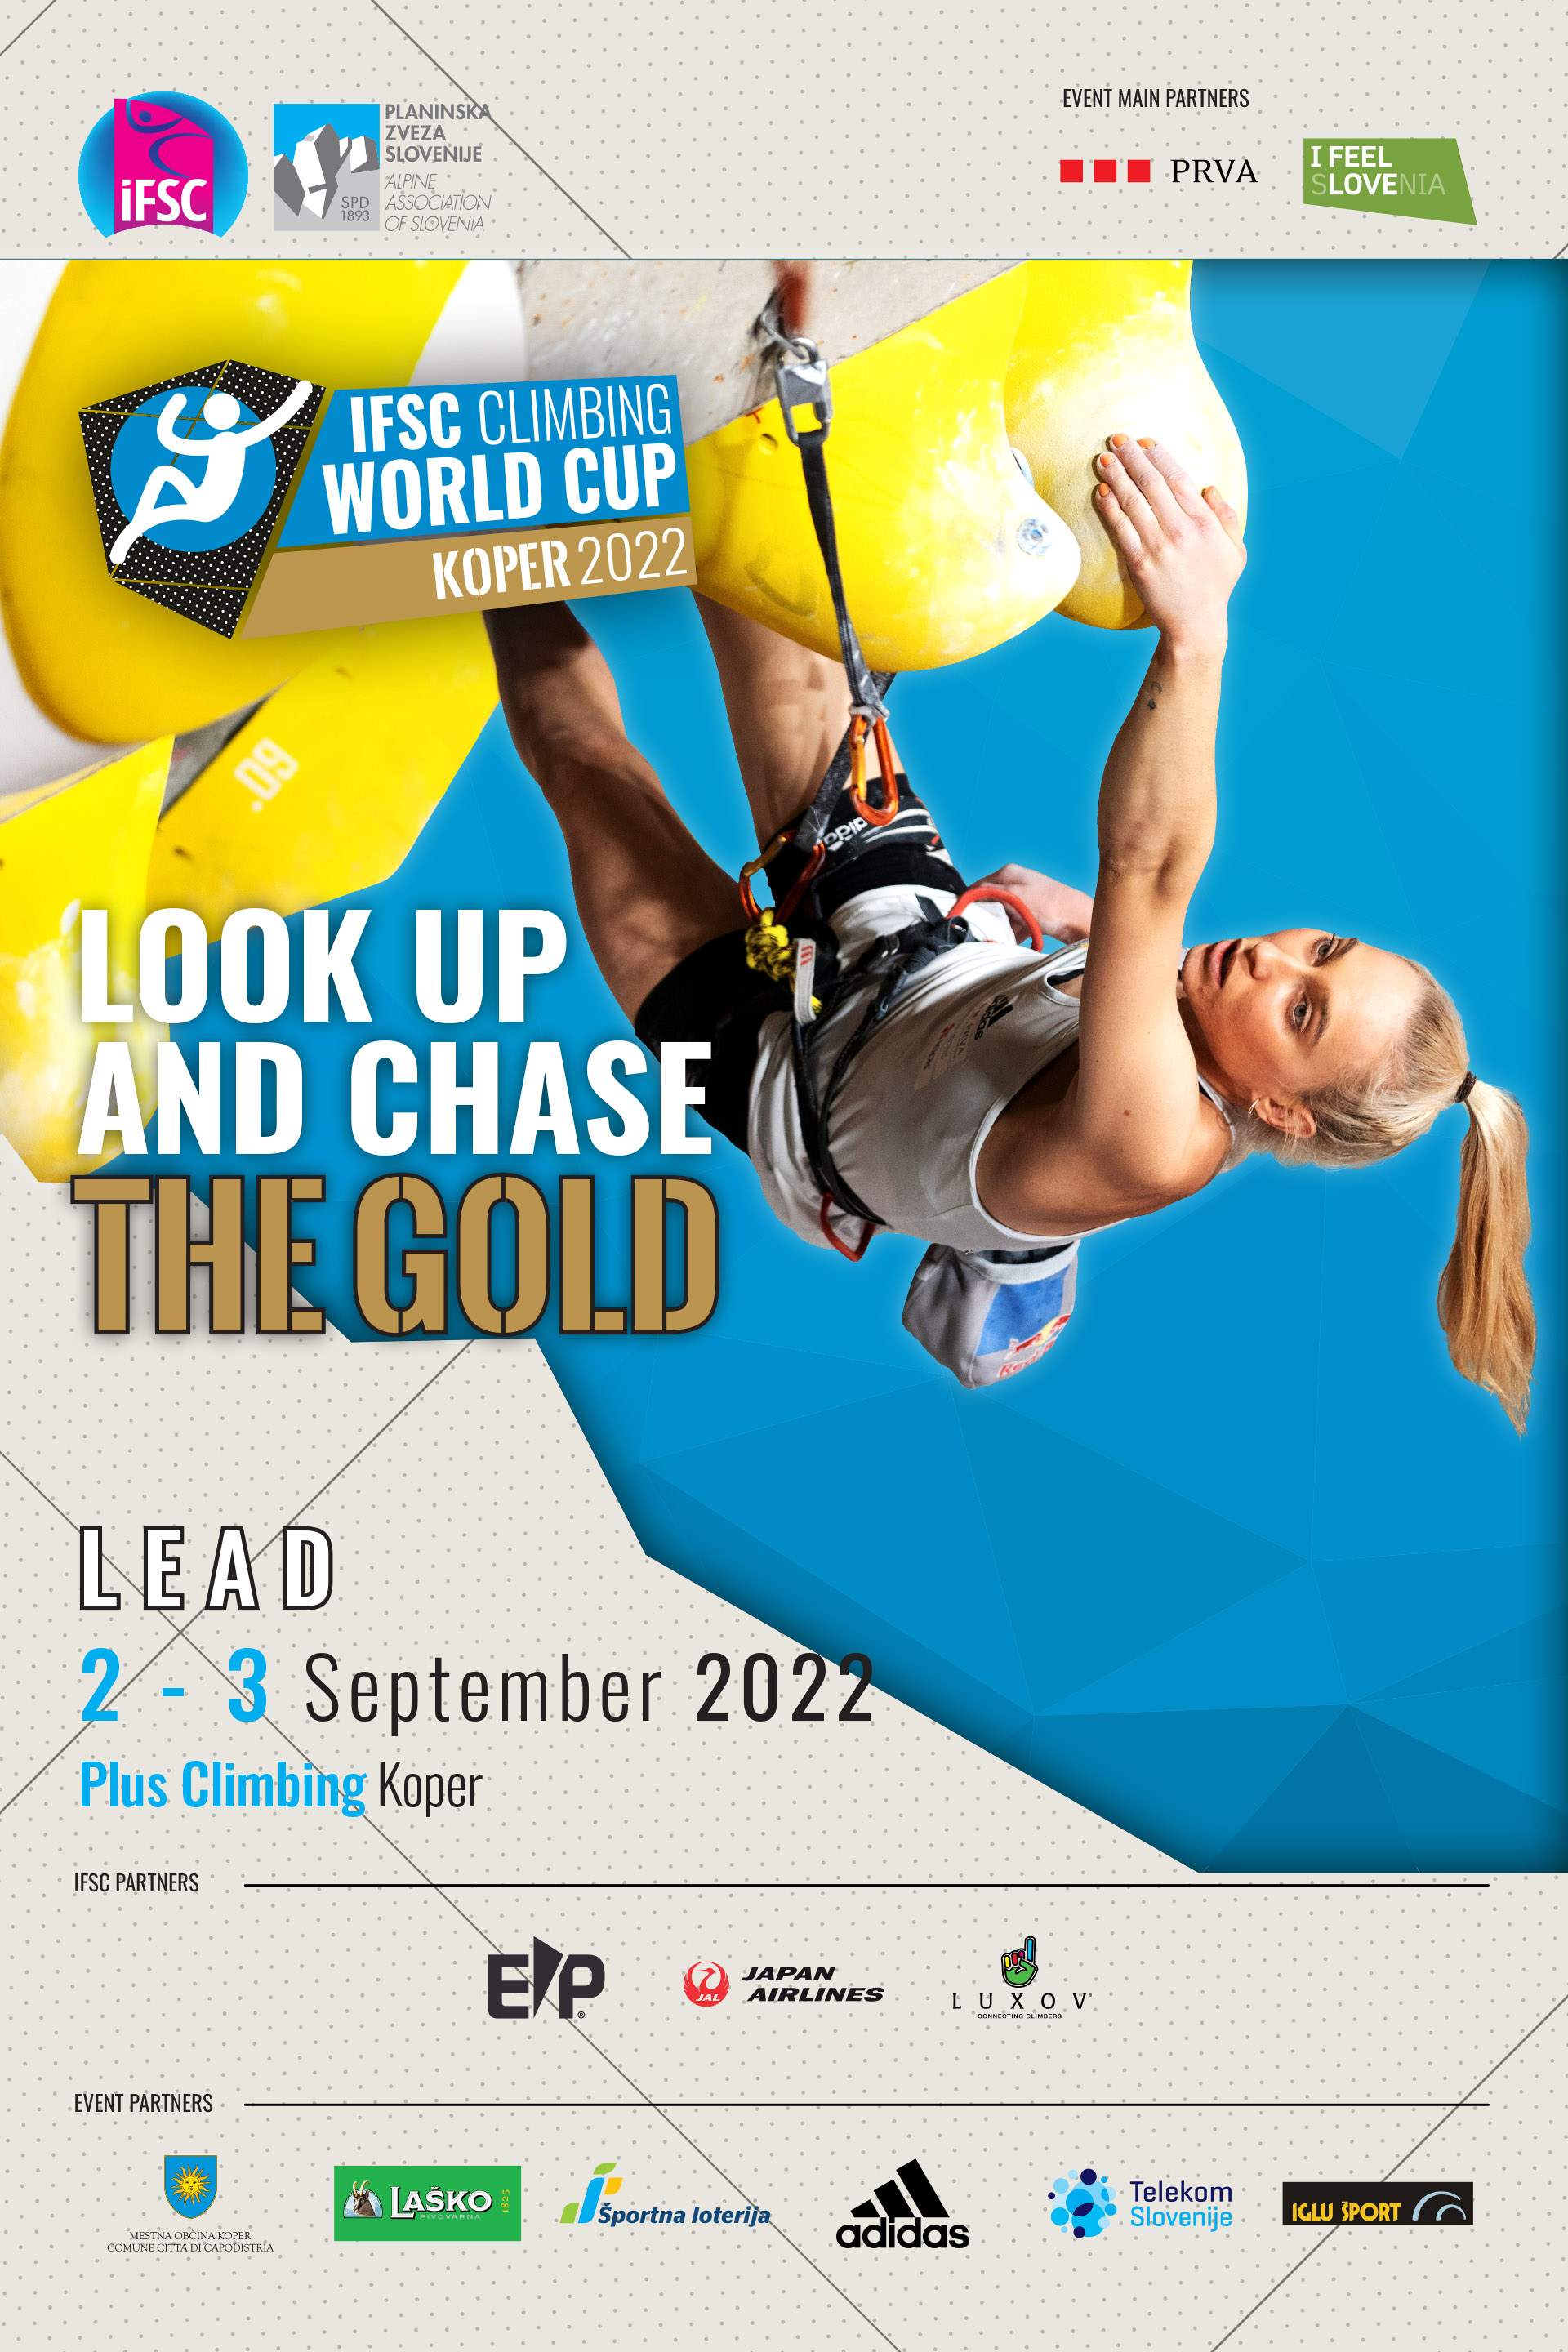 iFSC
PLANINSKA
ZVEZA
SLOVENIJE
ALPINE
ASSOCIATION
OF SLOVENIA
SPD
1893
EVENT MAIN PARTNERS
PRVA
I FEEL
SLOVENIA
IFSC CLIMBING
WORLD CUP
KOPER 2022
.09
adidas
LOOK UP
AND CHASE
THE GOLD
LEAD
2 - 3 September 2022
Plus Climbing Koper
IFSC PARTNERS
EP®
JAL
JAPAN
AIRLINES
LUXOV
CONNECTING CLIMBERS
EVENT PARTNERS
MESTNA OBČINA KOPER
COMUNE CITTÀ DI CAPODISTRIA
LAŠKO
PIVOVARNA
1825
Športna loterija
adidas
Telekom
Slovenije
IGLU ŠPORT